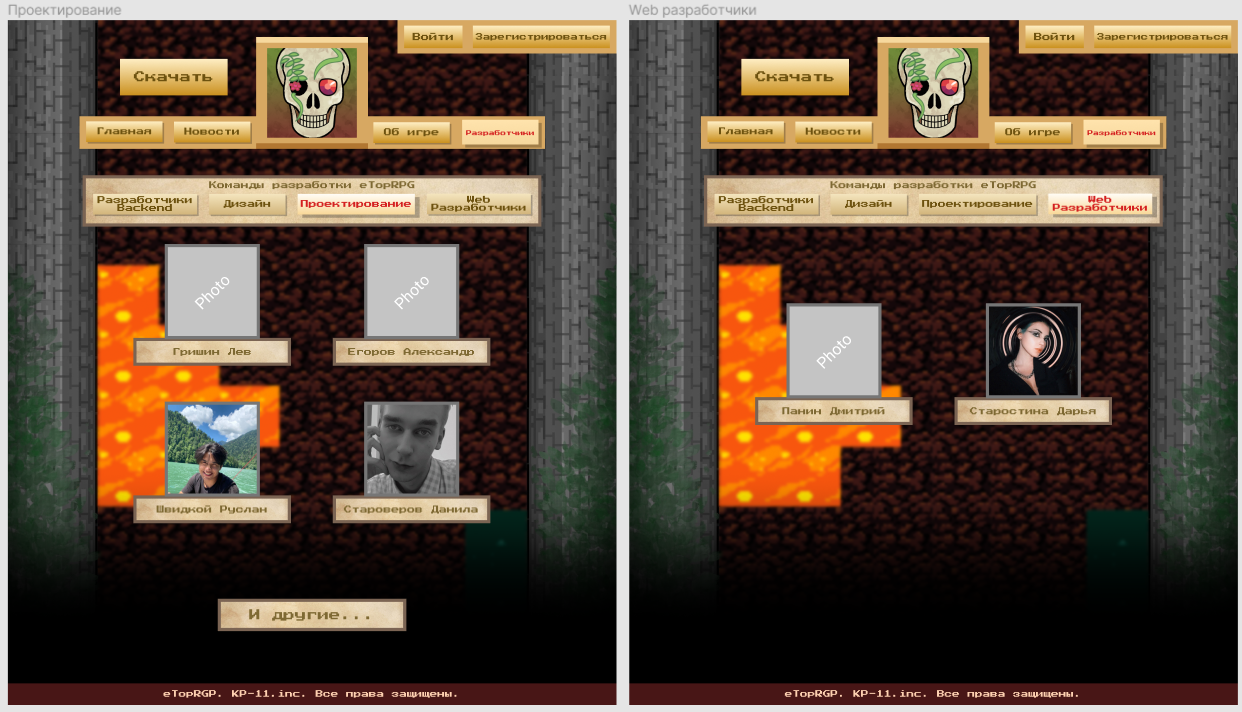 Проектирование
Войти
Зарегистрироваться
Скачать
Главная
Новости
Об игре
Разработчики
Команды разработки eTopRPG
Разработчики
Backend
Дизайн
Проектирование
Web
Разработчики
Photo
Photo
Гришин Лев
Егоров Александр
Швидкой Руслан
Староверов Данила
И другие...
eTopRGP. KP-11.inc. Все права защищены.
Web разработчики
Войти
Зарегистрироваться
Скачать
Главная
Новости
Об игре
Разработчики
Команды разработки eTopRPG
Разработчики
Backend
Дизайн
Проектирование
Web
Разработчики
Photo
Панин Дмитрий
Старостина Дарья
eTopRGP. KP-11.inc. Все права защищены.